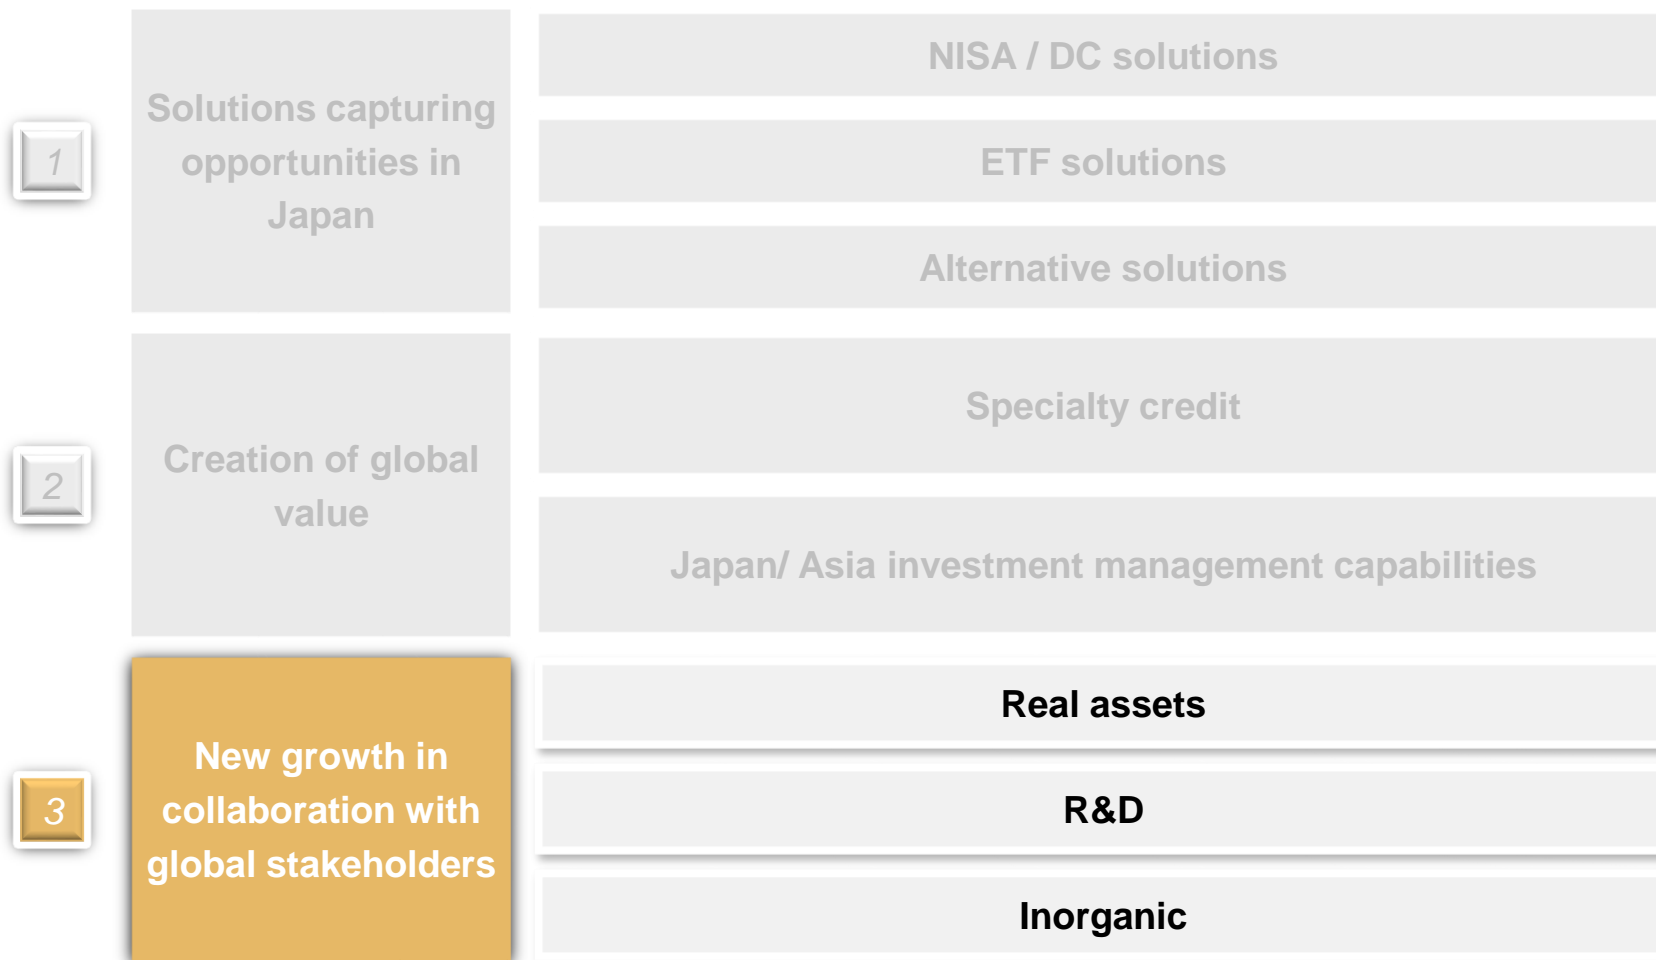 1
Solutions capturing
opportunities in
Japan
NISA / DC solutions
ETF solutions
Alternative solutions
2
Creation of global
value
Specialty credit
Japan/ Asia investment management capabilities
3
New growth in
collaboration with
global stakeholders
Real assets
R&D
Inorganic